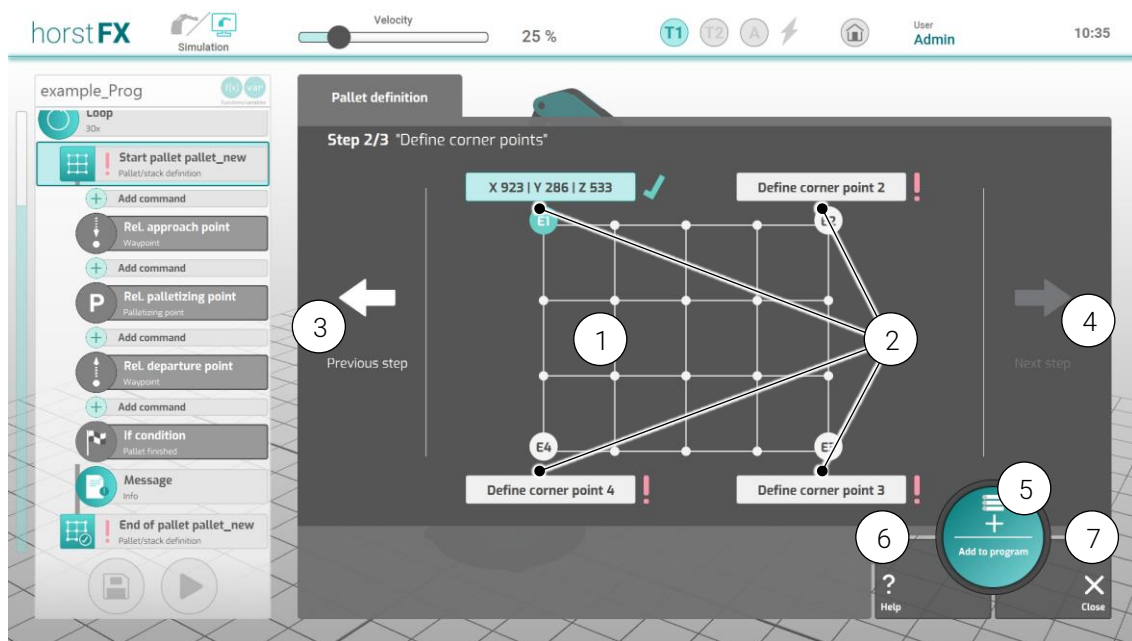 horstFX
Simulation
Velocity
25 %
T1
T2
A
User
Admin
10:35
example_Prog
f(x)
var
Functions/variables
Loop
30x
Start pallet pallet_new
Pallet/stack definition
Add command
Rel. approach point
Waypoint
Add command
P
Rel. palletizing point
Palletizing point
Add command
Rel. departure point
Waypoint
Add command
If condition
Pallet finished
Message
Info
End of pallet pallet_new
Pallet/stack definition
Pallet definition
Step 2/3 "Define corner points"
X 923 | Y 286 | Z 533
Define corner point 2
!
E1
E2
3
Previous step
1
2
4
Next step
E4
E3
Define corner point 4
!
Define corner point 3
!
5
Add to program
6
?
Help
7
Close